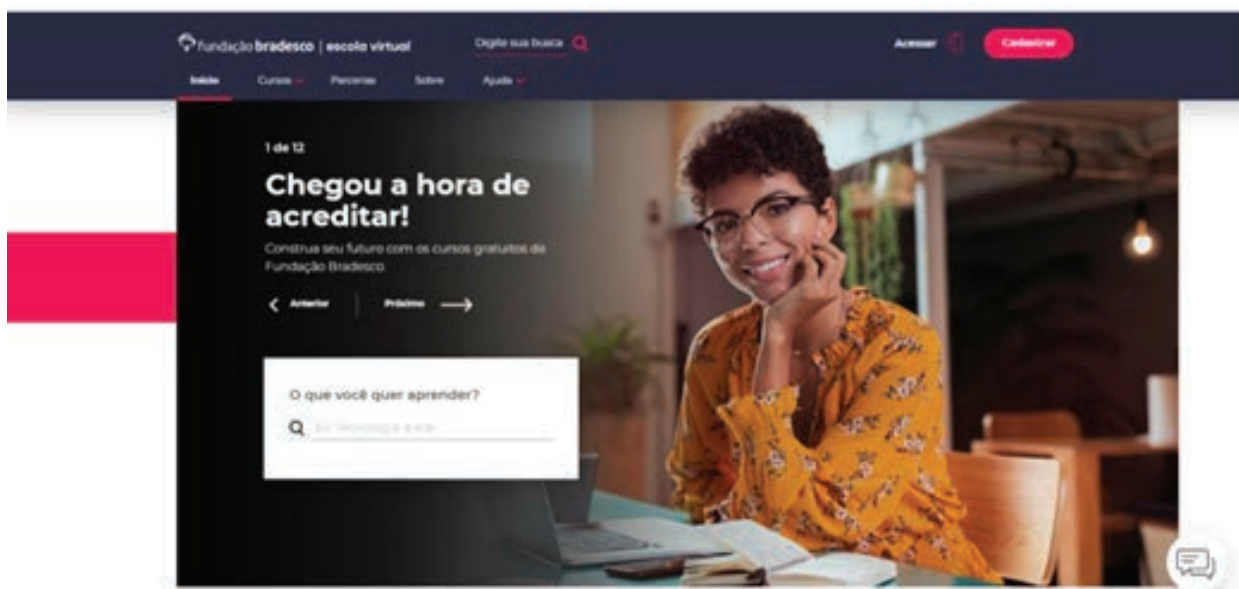 fundação bradesco | escola virtual
Digite sua busca
Acessar
Cadastrar
Início
Cursos
Parcerias
Sobre
Ajuda
1 de 12
Chegou a hora de
acreditar!
Construa seu futuro com os cursos gratuitos da
Fundação Bradesco.
Anterior
Próximo
O que você quer aprender?